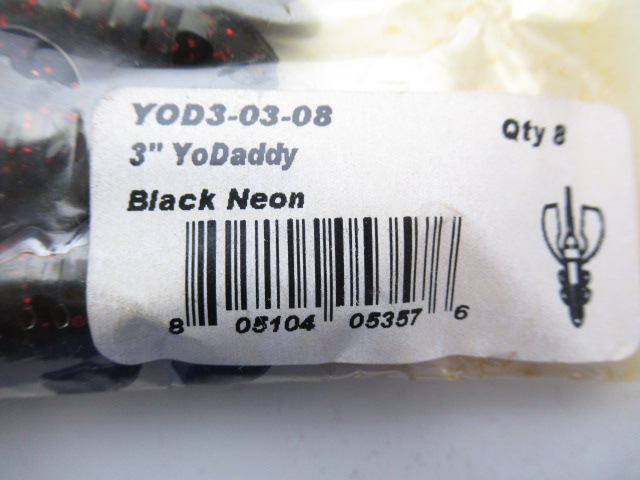 YOD3-03-08
Qty 8
3" YoDaddy
Black Neon
8 05104 05357 6